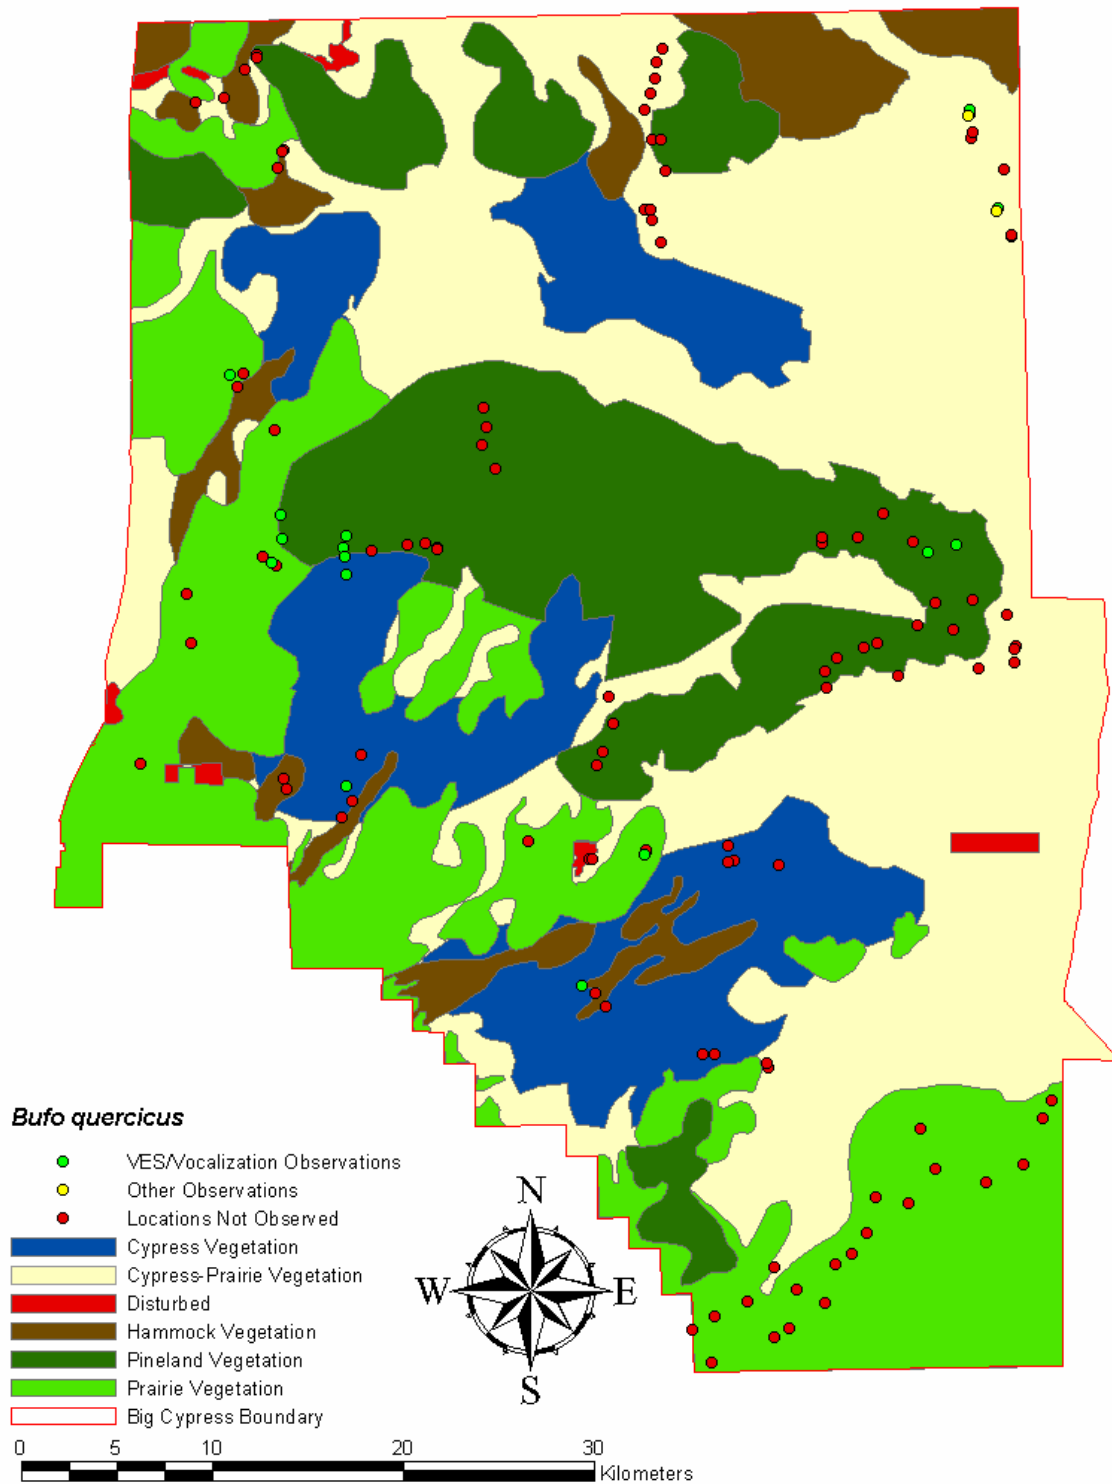 Bufo quercicus
VES/Vocalization Observations
Other Observations
Locations Not Observed
Cypress Vegetation
Cypress-Prairie Vegetation
Disturbed
Hammock Vegetation
Pineland Vegetation
Prairie Vegetation
Big Cypress Boundary
N
W E
S
0 5 10 20 30
Kilometers